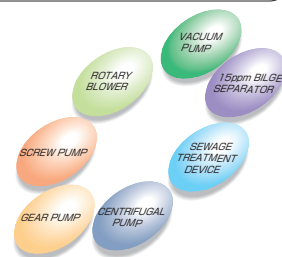 VACUUM
PUMP
15ppm BILGE
SEPARATOR
ROTARY
BLOWER
SEWAGE
TREATMENT
DEVICE
SCREW PUMP
GEAR PUMP
CENTRIFUGAL
PUMP